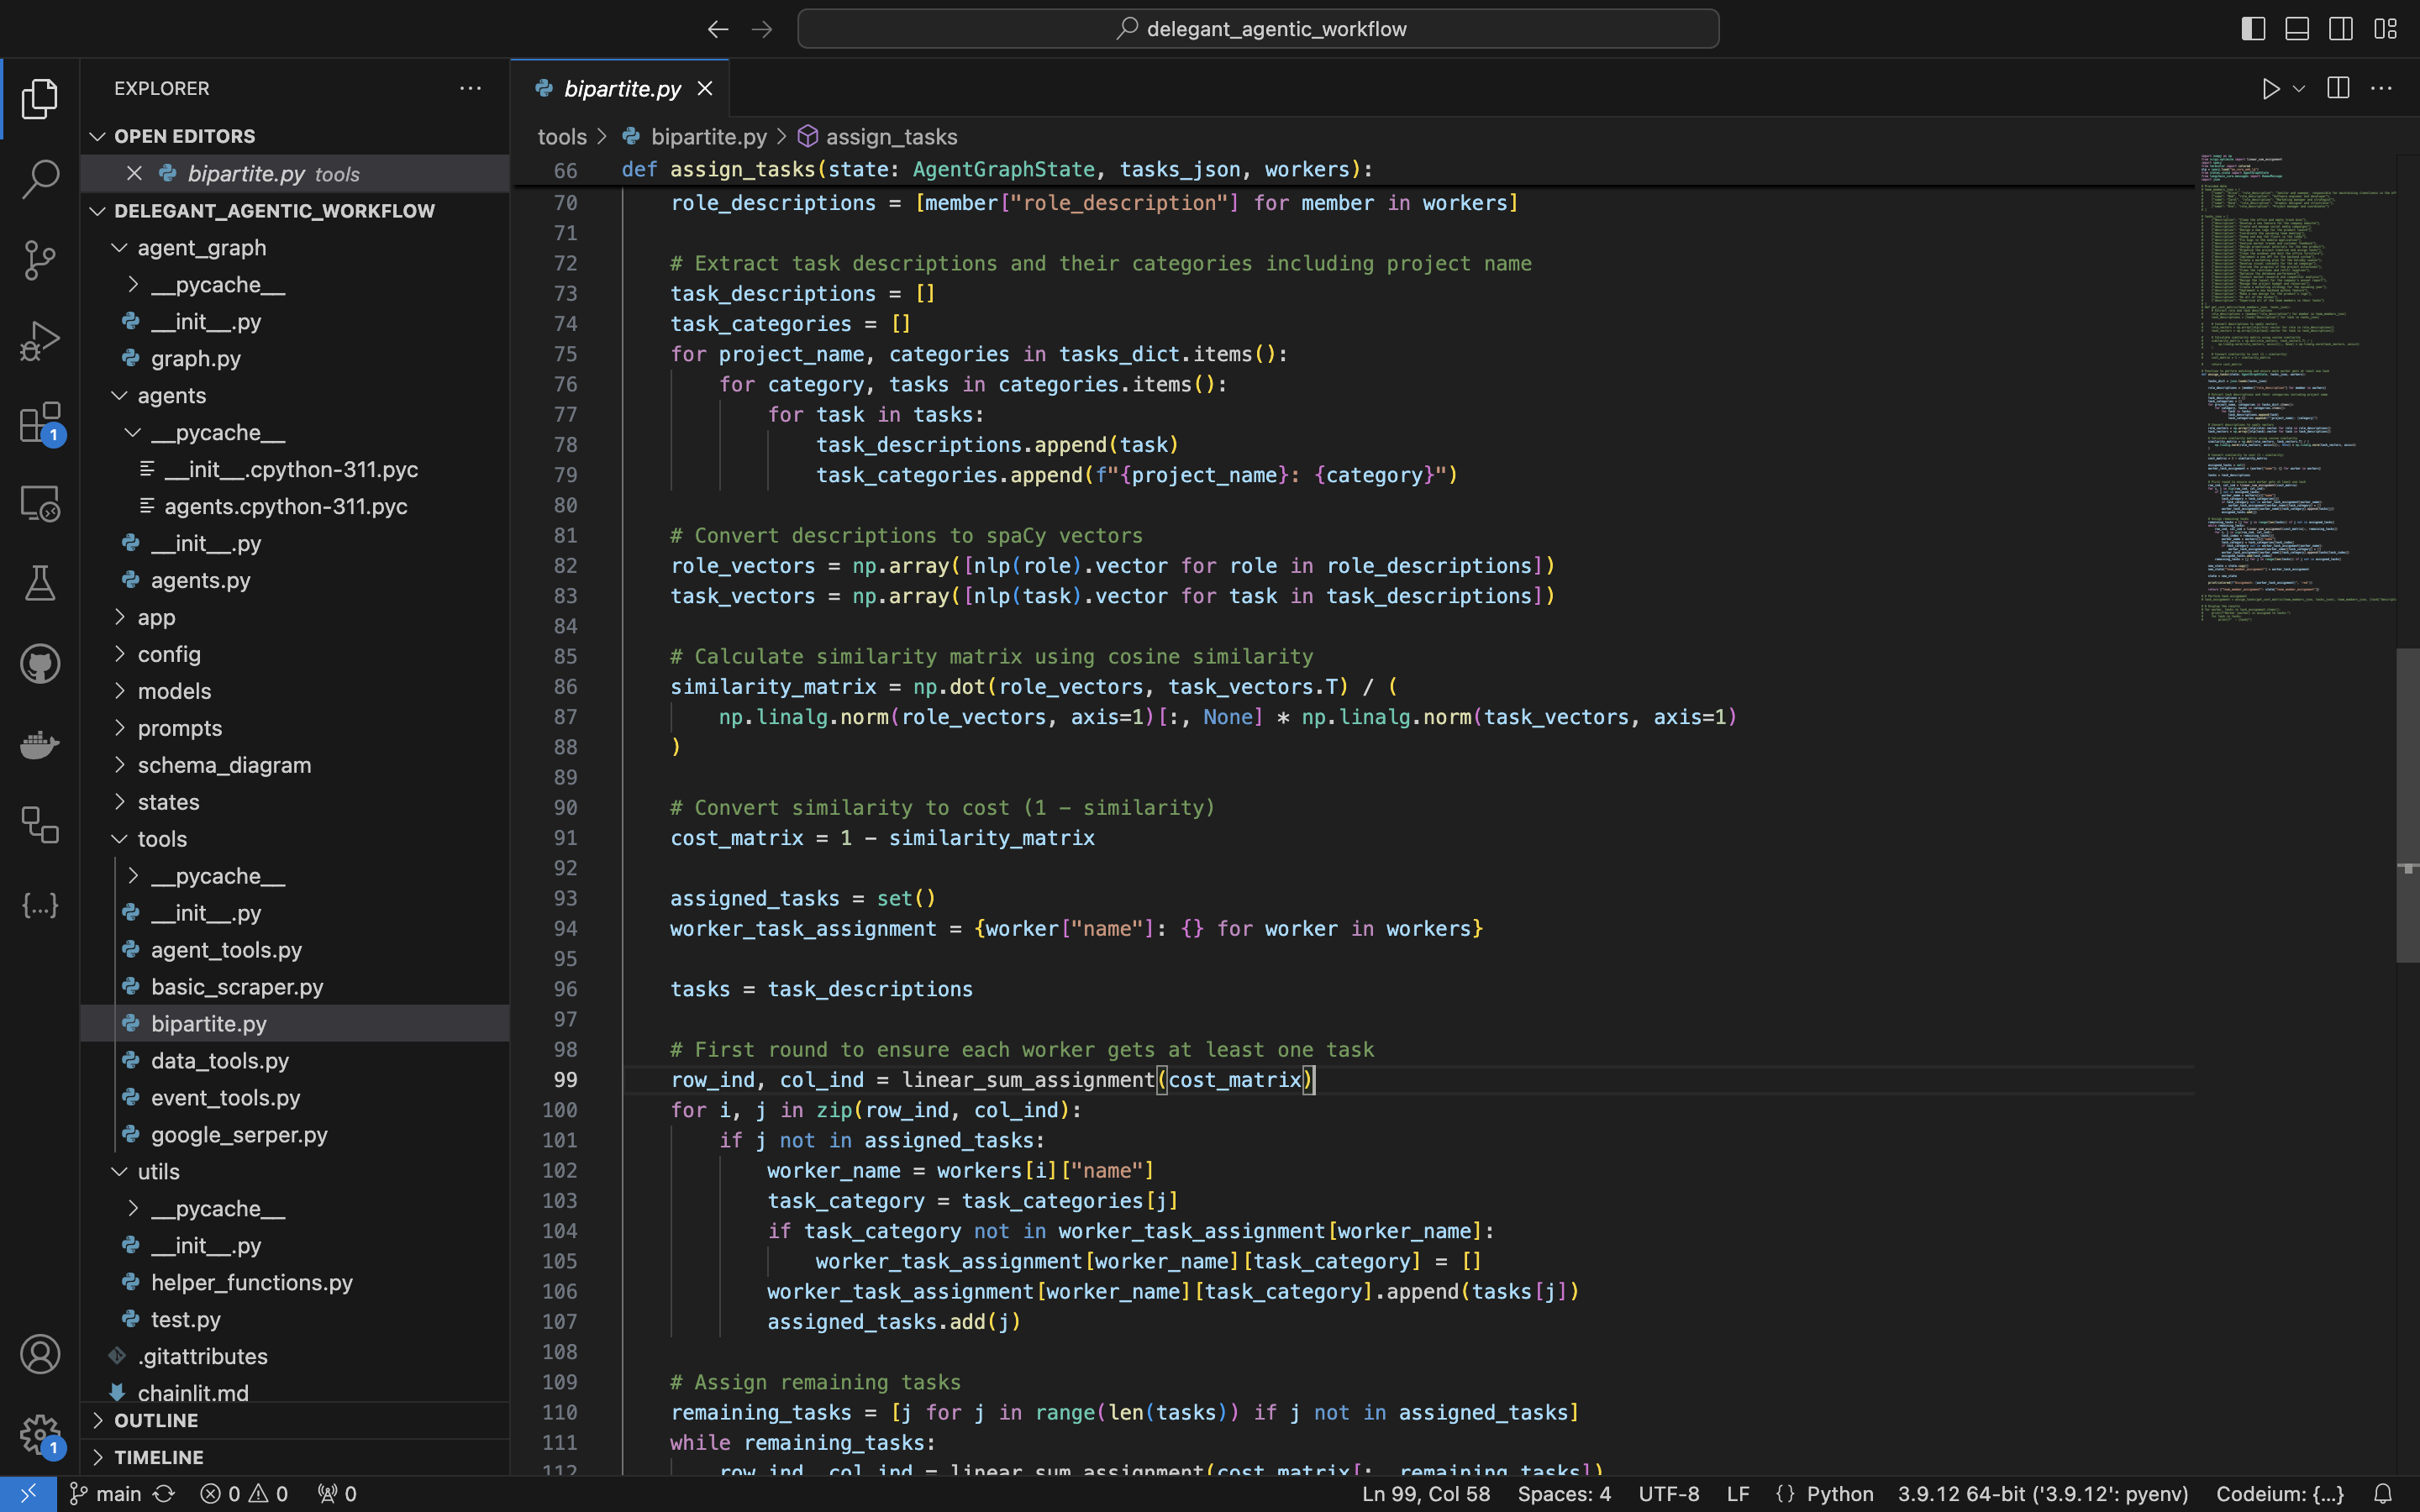 delegant_agentic_workflow
EXPLORER
OPEN EDITORS
bipartite.py tools
DELEGANT_AGENTIC_WORKFLOW
agent_graph
__pycache__
__init__.py
graph.py
agents
__pycache__
__init__.cpython-311.pyc
agents.cpython-311.pyc
__init__.py
agents.py
app
config
models
prompts
schema_diagram
states
tools
__pycache__
__init__.py
agent_tools.py
basic_scraper.py
bipartite.py
data_tools.py
event_tools.py
google_serper.py
utils
__pycache__
__init__.py
helper_functions.py
test.py
.gitattributes
chainlit.md
OUTLINE
TIMELINE
1
1
bipartite.py
tools > bipartite.py > assign_tasks
66 def assign_tasks(state: AgentGraphState, tasks_json, workers):
70 role_descriptions = [member["role_description"] for member in workers]
71
72 # Extract task descriptions and their categories including project name
73 task_descriptions = []
74 task_categories = []
75 for project_name, categories in tasks_dict.items():
76 for category, tasks in categories.items():
77 for task in tasks:
78 task_descriptions.append(task)
79 task_categories.append(f"{project_name}: {category}")
80
81 # Convert descriptions to spaCy vectors
82 role_vectors = np.array([nlp(role).vector for role in role_descriptions])
83 task_vectors = np.array([nlp(task).vector for task in task_descriptions])
84
85 # Calculate similarity matrix using cosine similarity
86 similarity_matrix = np.dot(role_vectors, task_vectors.T) / (
87 np.linalg.norm(role_vectors, axis=1)[:, None] * np.linalg.norm(task_vectors, axis=1)
88 )
89
90 # Convert similarity to cost (1 - similarity)
91 cost_matrix = 1 - similarity_matrix
92
93 assigned_tasks = set()
94 worker_task_assignment = {worker["name"]: {} for worker in workers}
95
96 tasks = task_descriptions
97
98 # First round to ensure each worker gets at least one task
99 row_ind, col_ind = linear_sum_assignment(cost_matrix)
100 for i, j in zip(row_ind, col_ind):
101 if j not in assigned_tasks:
102 worker_name = workers[i]["name"]
103 task_category = task_categories[j]
104 if task_category not in worker_task_assignment[worker_name]:
105 worker_task_assignment[worker_name][task_category] = []
106 worker_task_assignment[worker_name][task_category].append(tasks[j])
107 assigned_tasks.add(j)
108
109 # Assign remaining tasks
110 remaining_tasks = [j for j in range(len(tasks)) if j not in assigned_tasks]
111 while remaining_tasks:
112 row_ind, col_ind = linear_sum_assignment(cost_matrix[:, remaining_tasks])
main 0 0 0 Ln 99, Col 58 Spaces: 4 UTF-8 LF {} Python 3.9.12 64-bit ('3.9.12': pyenv) Codeium: {...}